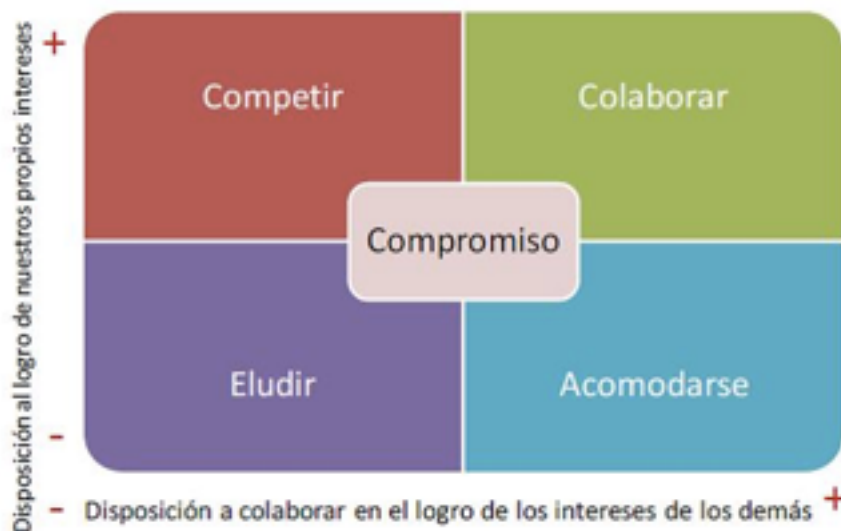 +
Disposición al logro de nuestros propios intereses
-
Competir
Colaborar
Compromiso
Eludir
Acomodarse
- Disposición a colaborar en el logro de los intereses de los demás +